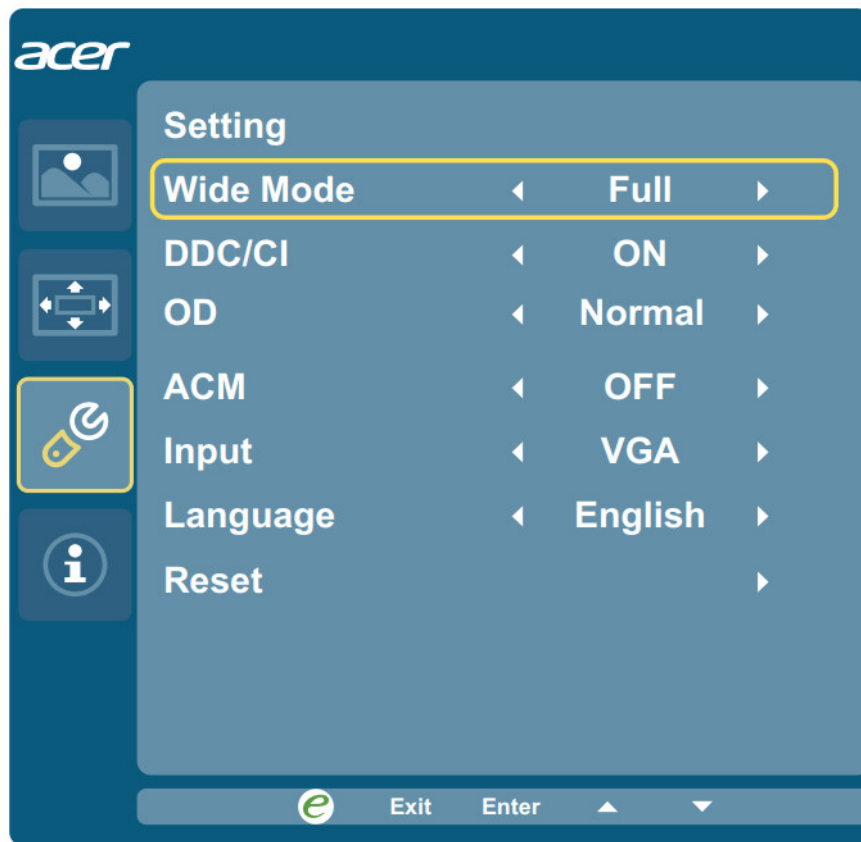 acer
Setting
Wide Mode Full
DDC/CI ON
OD Normal
ACM OFF
Input VGA
Language English
Reset
e Exit Enter